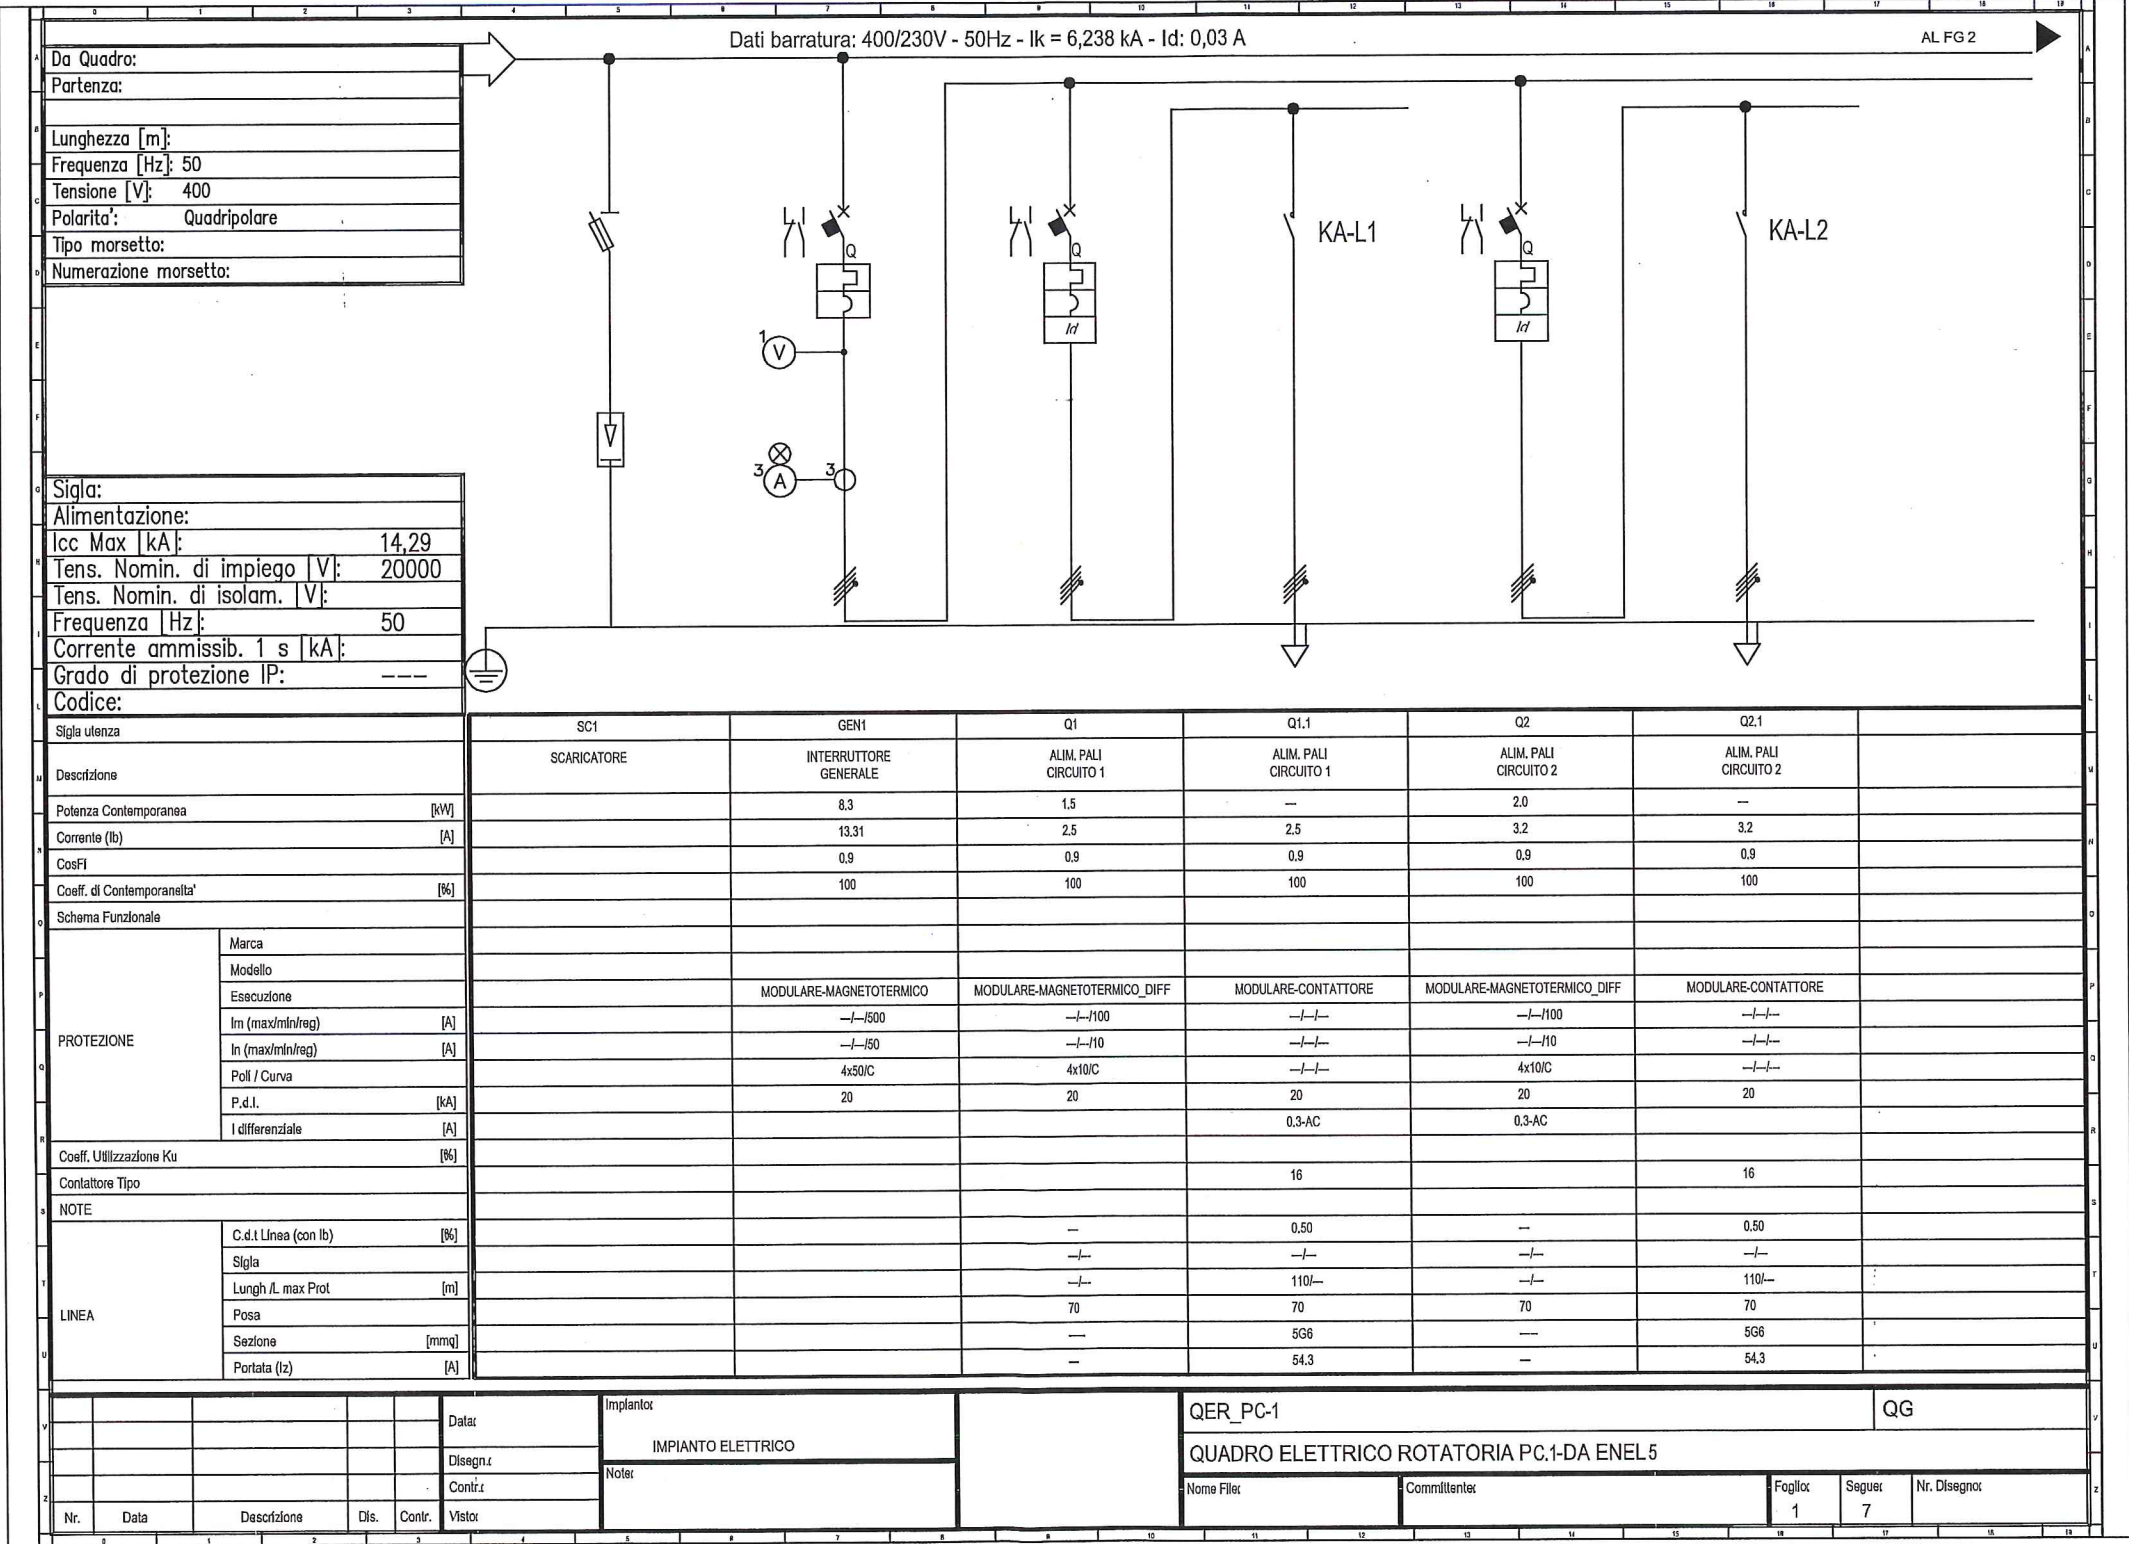 Dati barratura: 400/230V - 50Hz - Ik = 6,238 kA - Id: 0,03 A
AL FG 2
Da Quadro:
Partenza:
Lunghezza [m]:
Frequenza [Hz]: 50
Tensione [V]: 400
Polarita': Quadripolare
Tipo morsetto:
Numerazione morsetto:
Q
Q
KA-L1
Q
KA-L2
Id
Id
1
V
3
A
3
Sigla:
Alimentazione:
Icc Max [kA]: 14,29
Tens. Nomin. di impiego [V]: 20000
Tens. Nomin. di isolam. [V]:
Frequenza [Hz]: 50
Corrente ammissib. 1 s [kA]:
Grado di protezione IP: ---
Codice:
Sigla utenza SC1 GEN1 Q1 Q1.1 Q2 Q2.1
Descrizione SCARICATORE INTERRUTTORE GENERALE ALIM. PALI CIRCUITO 1 ALIM. PALI CIRCUITO 1 ALIM. PALI CIRCUITO 2 ALIM. PALI CIRCUITO 2
Potenza Contemporanea [kW] 8.3 1.5 --- 2.0 ---
Corrente (Ib) [A] 13.31 2.5 2.5 3.2 3.2
CosFi 0.9 0.9 0.9 0.9 0.9
Coeff. di Contemporaneita' [%] 100 100 100 100 100
Schema Funzionale
PROTEZIONE
Marca
Modello
Esecuzione MODULARE-MAGNETOTERMICO MODULARE-MAGNETOTERMICO_DIFF MODULARE-CONTATTORE MODULARE-MAGNETOTERMICO_DIFF MODULARE-CONTATTORE
Im (max/min/reg) [A] ---/---/500 ---/---/100 ---/---/--- ---/---/100 ---/---/---
In (max/min/reg) [A] ---/---/50 ---/---/10 ---/---/--- ---/---/10 ---/---/---
Poli / Curva 4x50/C 4x10/C ---/---/--- 4x10/C ---/---/---
P.d.I. [kA] 20 20 20 20 20
I differenziale [A] 0.3-AC 0.3-AC
Coeff. Utilizzazione Ku [%]
Contattore Tipo 16 16
NOTE
LINEA
C.d.t Linea (con Ib) [%] --- 0.50 --- 0.50
Sigla ---/--- ---/--- ---/--- ---/---
Lungh /L max Prot [m] ---/--- 110/--- ---/--- 110/---
Posa 70 70 70 70
Sezione [mmq] --- 5G6 --- 5G6
Portata (Iz) [A] --- 54.3 --- 54.3
Data:
Disegn.:
Contr.:
Visto:
Nr. Data Descrizione Dis. Contr.
Impianto:
IMPIANTO ELETTRICO
Note:
QER_PC-1
QG
QUADRO ELETTRICO ROTATORIA PC.1-DA ENEL 5
Nome File:
Committente:
Foglio:
1
Segue:
7
Nr. Disegno: